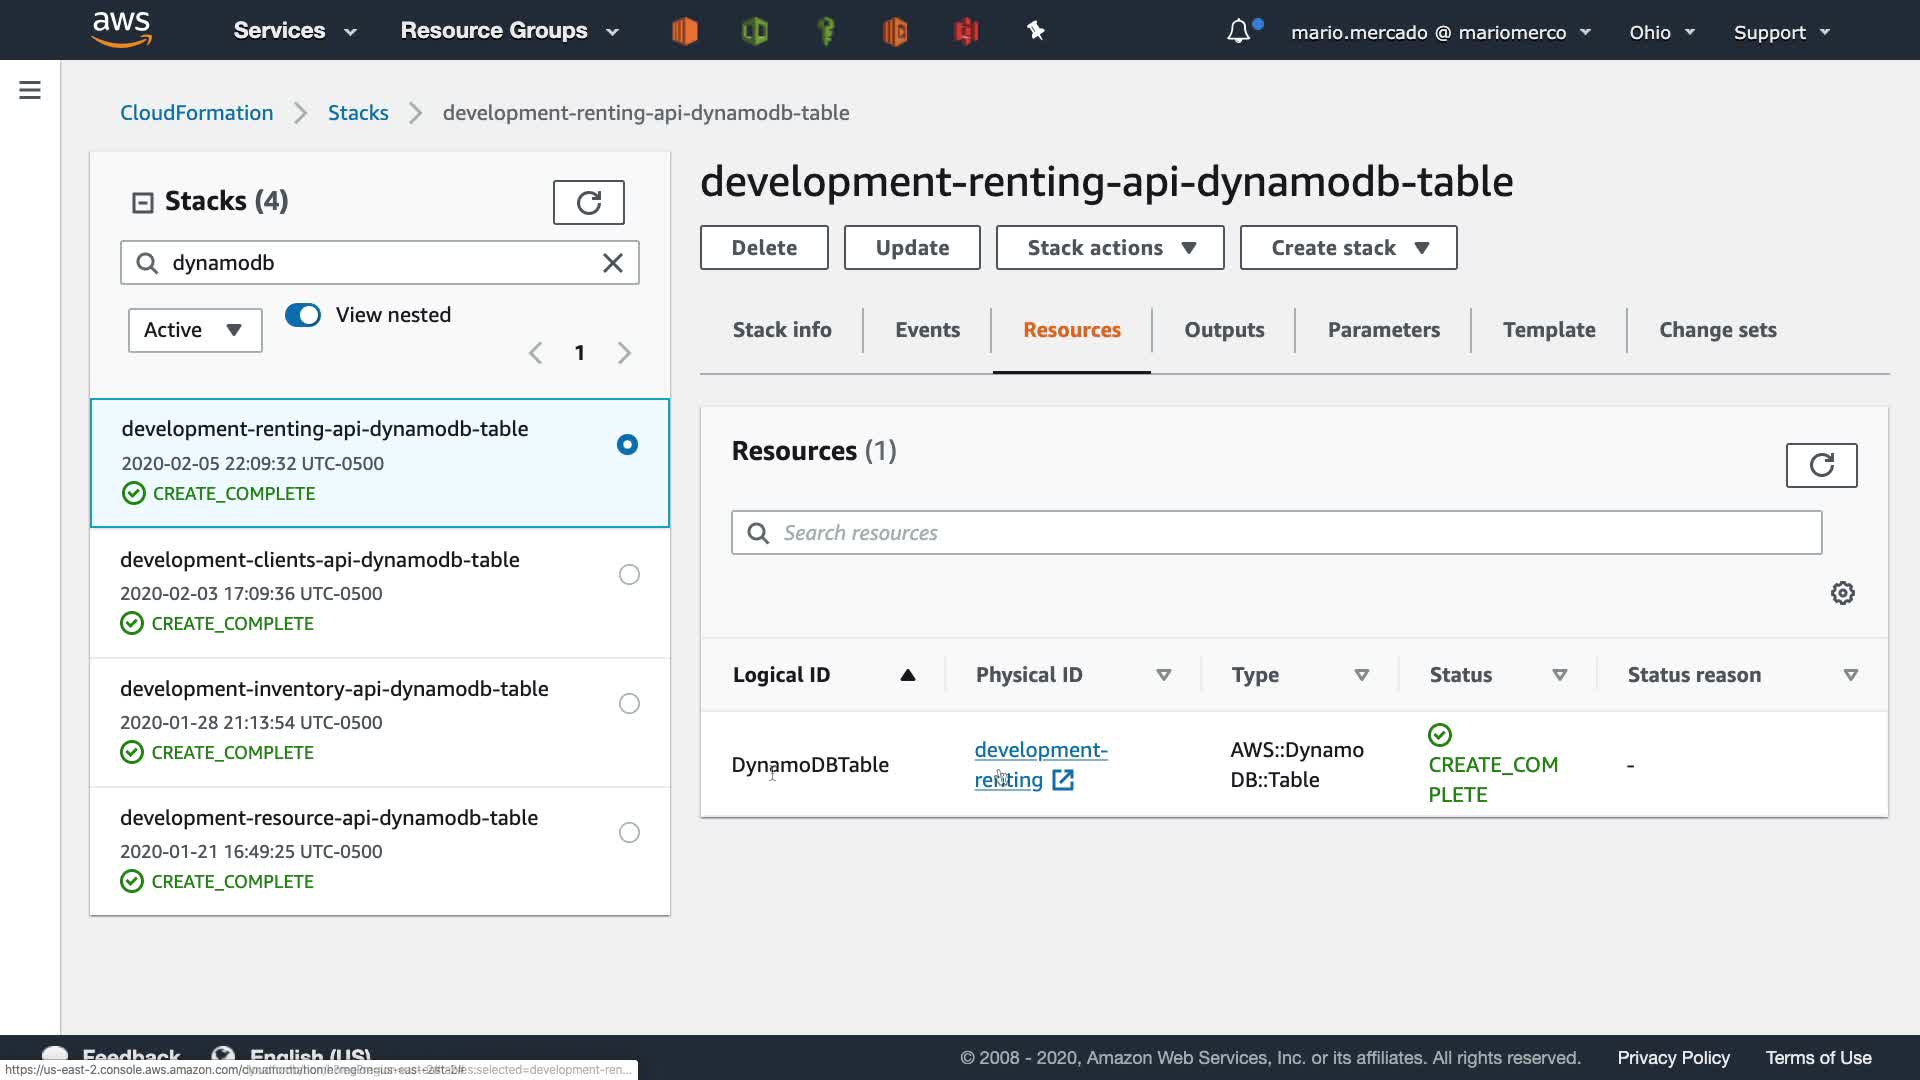 aws
Services
Resource Groups
mario.mercado @ mariomerco
Ohio
Support
CloudFormation
Stacks
development-renting-api-dynamodb-table
Stacks (4)
dynamodb
Active
View nested
1
development-renting-api-dynamodb-table
2020-02-05 22:09:32 UTC-0500
CREATE_COMPLETE
development-clients-api-dynamodb-table
2020-02-03 17:09:36 UTC-0500
CREATE_COMPLETE
development-inventory-api-dynamodb-table
2020-01-28 21:13:54 UTC-0500
CREATE_COMPLETE
development-resource-api-dynamodb-table
2020-01-21 16:49:25 UTC-0500
CREATE_COMPLETE
development-renting-api-dynamodb-table
Delete
Update
Stack actions
Create stack
Stack info
Events
Resources
Outputs
Parameters
Template
Change sets
Resources (1)
Search resources
Logical ID
Physical ID
Type
Status
Status reason
DynamoDBTable
development-
renting
AWS::Dynamo
DB::Table
CREATE_COM
PLETE
-
Feedback
English (US)
© 2008 - 2020, Amazon Web Services, Inc. or its affiliates. All rights reserved.
Privacy Policy
Terms of Use
https://us-east-2.console.aws.amazon.com/